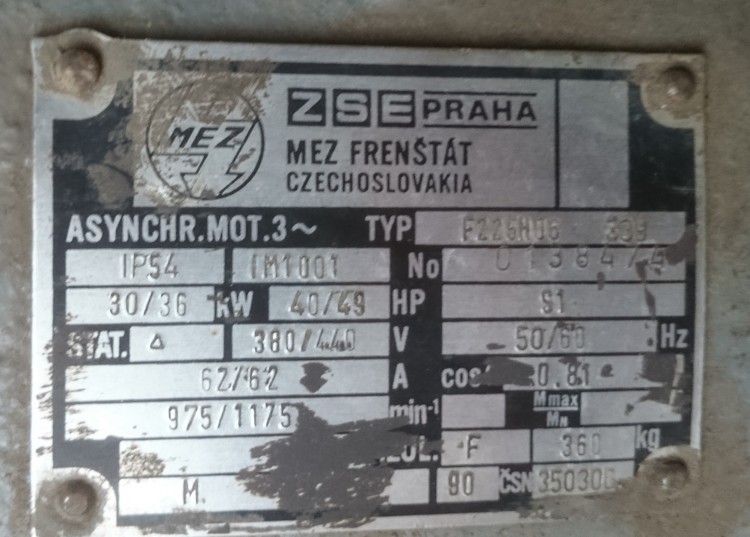 MEZ
ZSE PRAHA
MEZ FRENŠTÁT
CZECHOSLOVAKIA
ASYNCHR.MOT.3~ TYP F225M06
IP54 IM1001 No
30/36 kW 40/49 HP S1
STAT. △ 380/440 V 50/60 Hz
62/62 A cos 0.81
975/1175 min-1 Mmax
MN
F 360 kg
M. 90 ČSN 350300